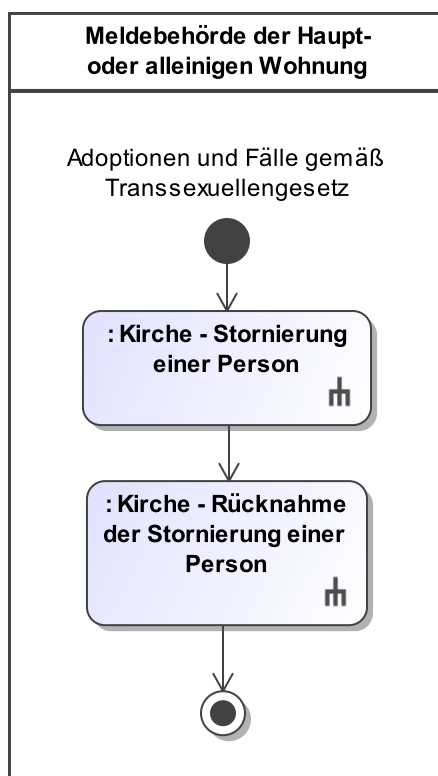 Meldebehörde der Haupt-
oder alleinigen Wohnung
Adoptionen und Fälle gemäß
Transsexuellengesetz
: Kirche - Stornierung
einer Person
: Kirche - Rücknahme
der Stornierung einer
Person